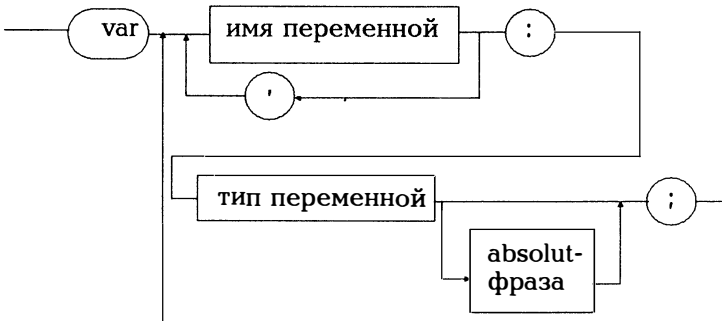 var
имя переменной
:
,
тип переменной
;
absolut-
фраза